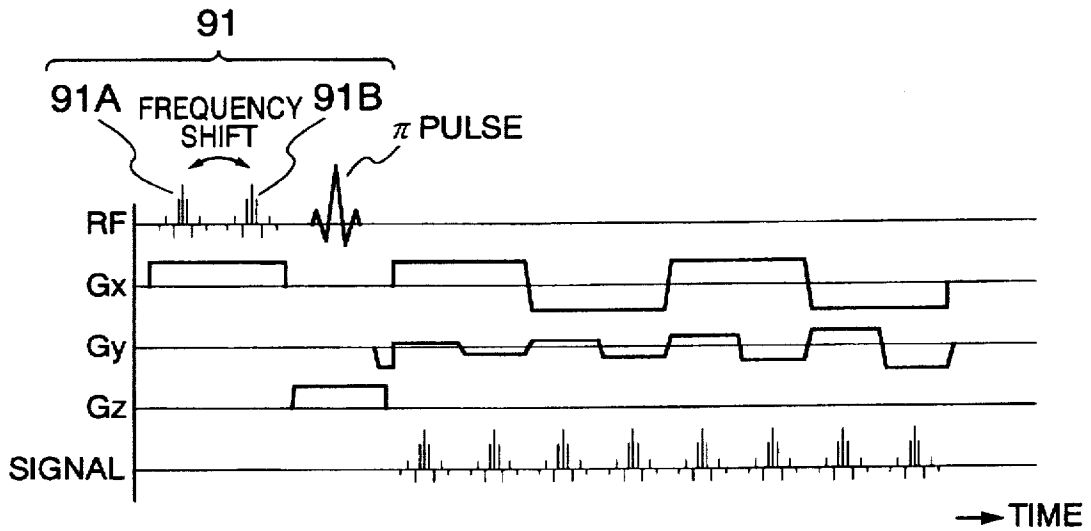 91
91A FREQUENCY 91B
SHIFT
π PULSE
RF
Gx
Gy
Gz
SIGNAL
TIME